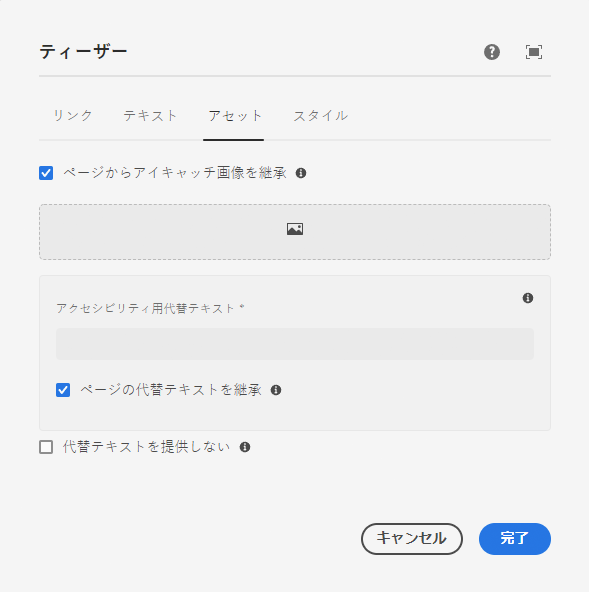 ティーザー
リンク テキスト アセット スタイル
ページからアイキャッチ画像を継承
アクセシビリティ用代替テキスト *
ページの代替テキストを継承
代替テキストを提供しない
キャンセル 完了